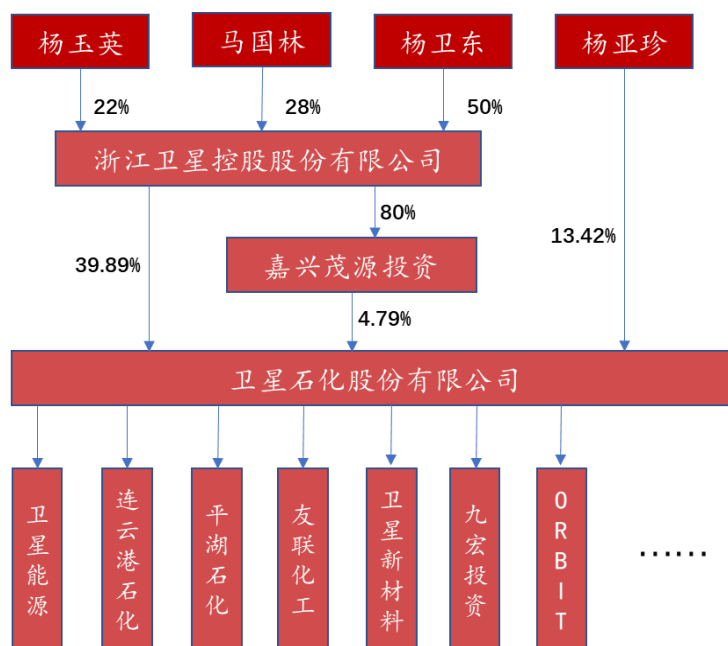 杨玉英
马国林
杨卫东
杨亚珍
22%
28%
50%
浙江卫星控股股份有限公司
80%
39.89%
13.42%
嘉兴茂源投资
4.79%
卫星石化股份有限公司
卫星能源
连云港石化
平湖石化
友联化工
卫星新材料
九宏投资
ORBIT
……